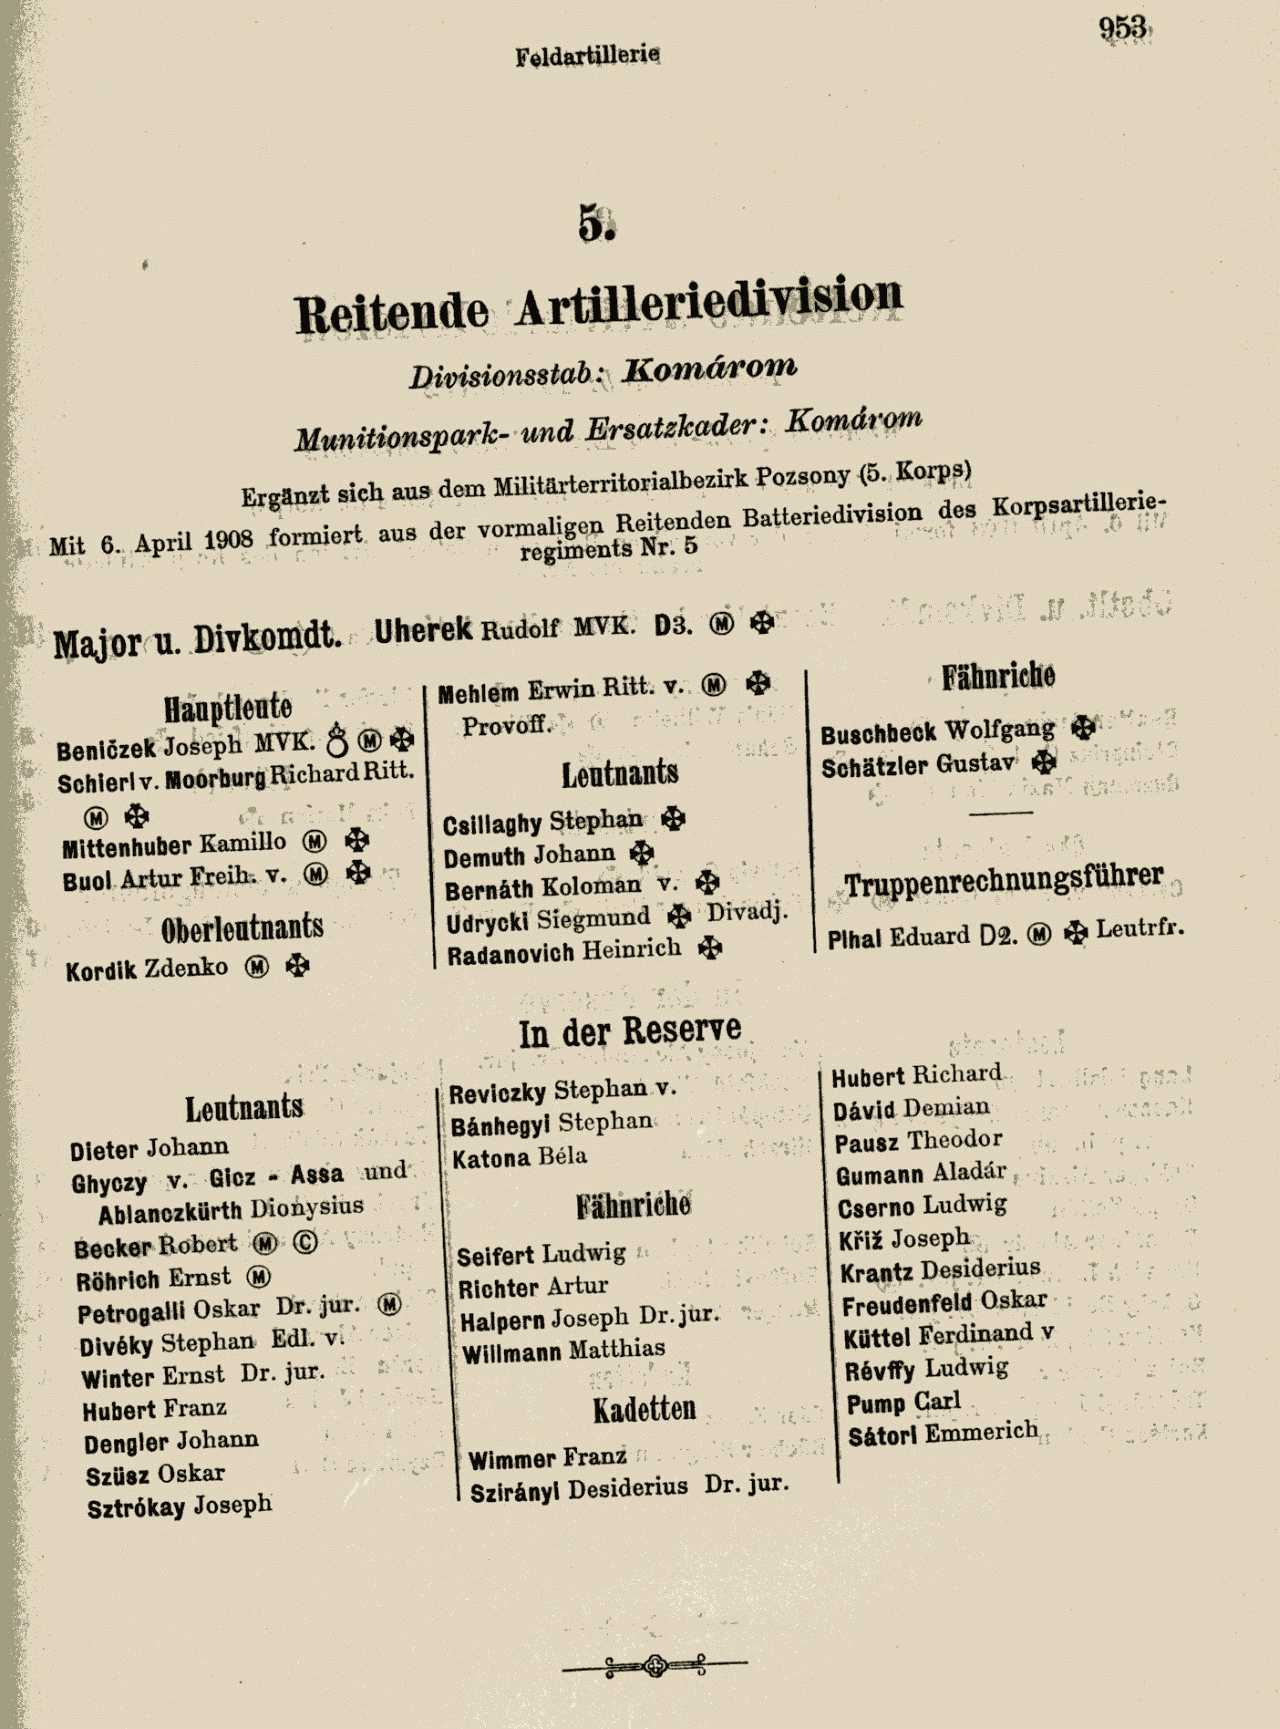 953
Feldartillerie
5.
Reitende Artilleriedivision
Divisionsstab: Komárom
Munitionspark- und Ersatzkader: Komárom
Ergänzt sich aus dem Militärterritorialbezirk Pozsony (5. Korps)
Mit 6. April 1908 formiert aus der vormaligen Reitenden Batteriedivision des Korpsartillerie-
regiments Nr. 5
Major u. Divkomdt. Uherek Rudolf MVK. D3. Ⓜ ✠
Hauptleute
Beničzek Joseph MVK. Ⓜ ✠
Schierl v. Moorburg Richard Ritt.
Ⓜ ✠
Mittenhuber Kamillo Ⓜ ✠
Buol Artur Freih. v. Ⓜ ✠
Oberleutnants
Kordik Zdenko Ⓜ ✠
Mehlem Erwin Ritt. v. Ⓜ ✠
Provoff.
Leutnants
Csillaghy Stephan ✠
Demuth Johann ✠
Bernáth Koloman v. ✠
Udrycki Siegmund ✠ Divadj.
Radanovich Heinrich ✠
Fähnriche
Buschbeck Wolfgang ✠
Schätzler Gustav ✠
Truppenrechnungsführer
Plhal Eduard D2. Ⓜ ✠ Leutrfr.
In der Reserve
Leutnants
Dieter Johann
Ghyczy v. Gicz - Assa und
Ablanczkürth Dionysius
Becker Robert Ⓜ Ⓒ
Röhrich Ernst Ⓜ
Petrogalli Oskar Dr. jur. Ⓜ
Divéky Stephan Edl. v.
Winter Ernst Dr. jur.
Hubert Franz
Dengler Johann
Szüsz Oskar
Sztrókay Joseph
Reviczky Stephan v.
Bánhegyi Stephan
Katona Béla
Fähnriche
Seifert Ludwig
Richter Artur
Halpern Joseph Dr. jur.
Willmann Matthias
Kadetten
Wimmer Franz
Szirányi Desiderius Dr. jur.
Hubert Richard
Dávid Demian
Pausz Theodor
Gumann Aladár
Cserno Ludwig
Křiž Joseph
Krantz Desiderius
Freudenfeld Oskar
Küttel Ferdinand v
Révffy Ludwig
Pump Carl
Sátori Emmerich